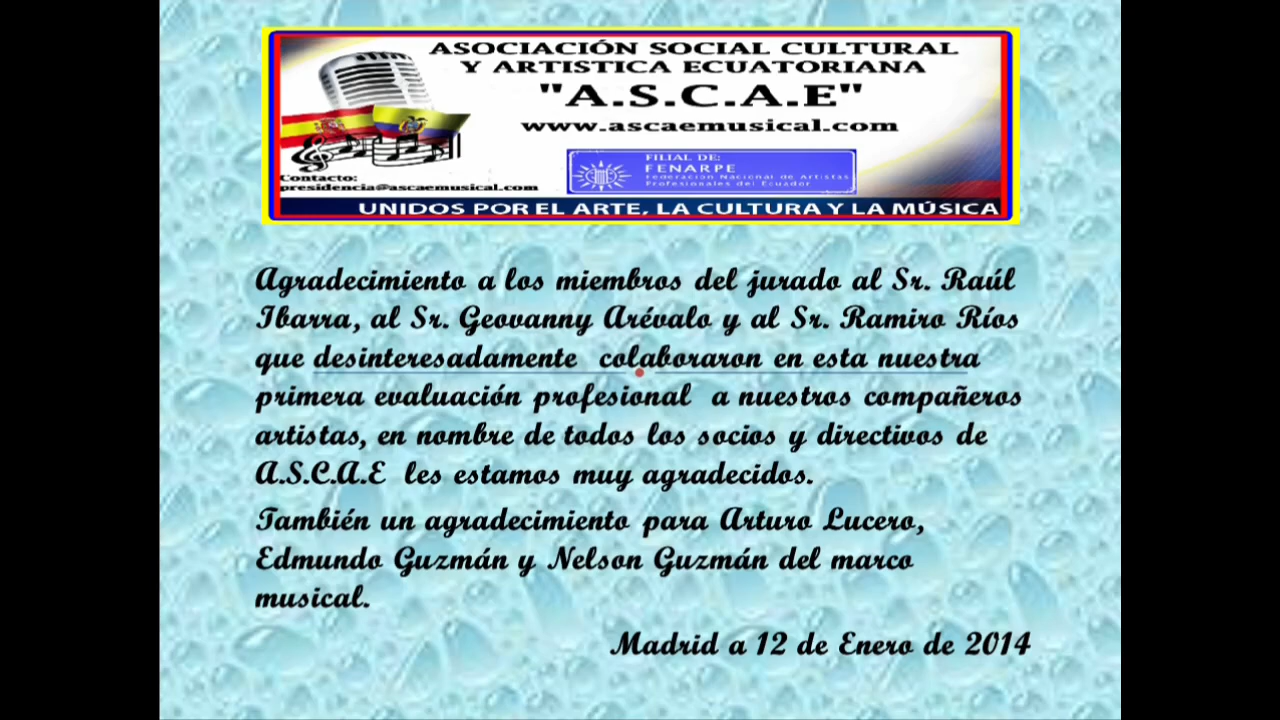 ASOCIACIÓN SOCIAL CULTURAL
Y ARTISTICA ECUATORIANA
"A.S.C.A.E"
www.ascaemusical.com
FILIAL DE:
FENARPE
Federación Nacional de Artistas
Profesionales del Ecuador
Contacto:
presidencia@ascaemusical.com
UNIDOS POR EL ARTE, LA CULTURA Y LA MÚSICA
Agradecimiento a los miembros del jurado al Sr. Raúl
Ibarra, al Sr. Geovanny Arévalo y al Sr. Ramiro Ríos
que desinteresadamente colaboraron en esta nuestra
primera evaluación profesional a nuestros compañeros
artistas, en nombre de todos los socios y directivos de
A.S.C.A.E les estamos muy agradecidos.
También un agradecimiento para Arturo Lucero,
Edmundo Guzmán y Nelson Guzmán del marco
musical.
Madrid a 12 de Enero de 2014